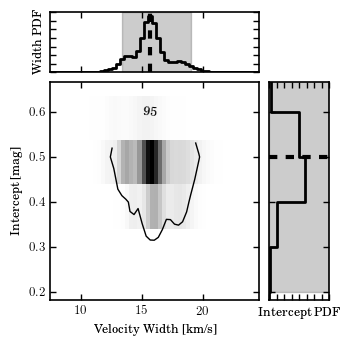 Width PDF
95
Intercept [mag]
0.6
0.5
0.4
0.3
0.2
10
15
20
Velocity Width [km/s]
Intercept PDF